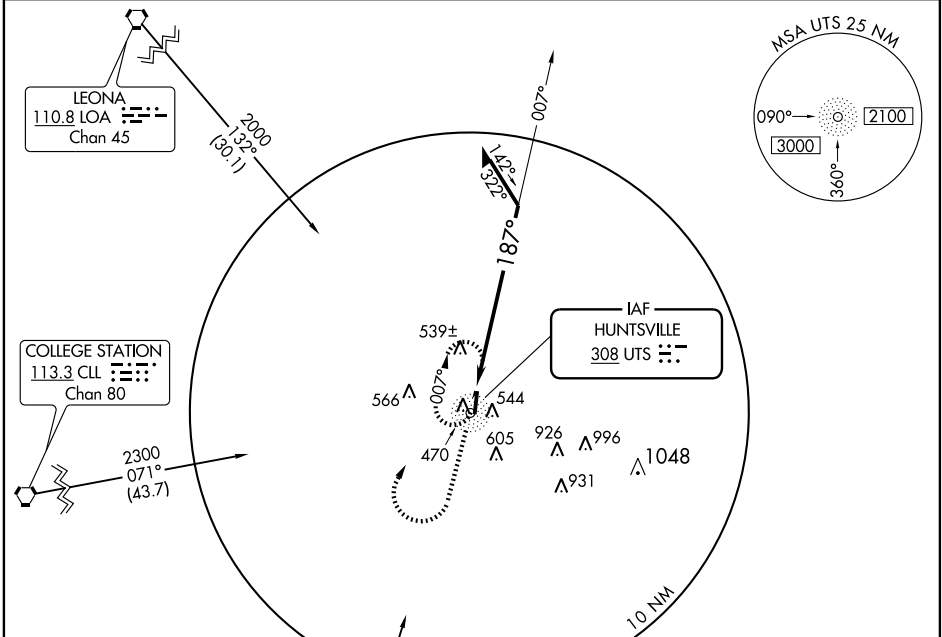 MSA UTS 25 NM
090°
2100
3000
360°
LEONA
110.8 LOA
Chan 45
2000
132°
(30.1)
007°
142°
322°
187°
IAF
HUNTSVILLE
308 UTS
539±
COLLEGE STATION
113.3 CLL
Chan 80
007°
566
544
470
605
926
996
1048
931
2300
071°
(43.7)
10 NM